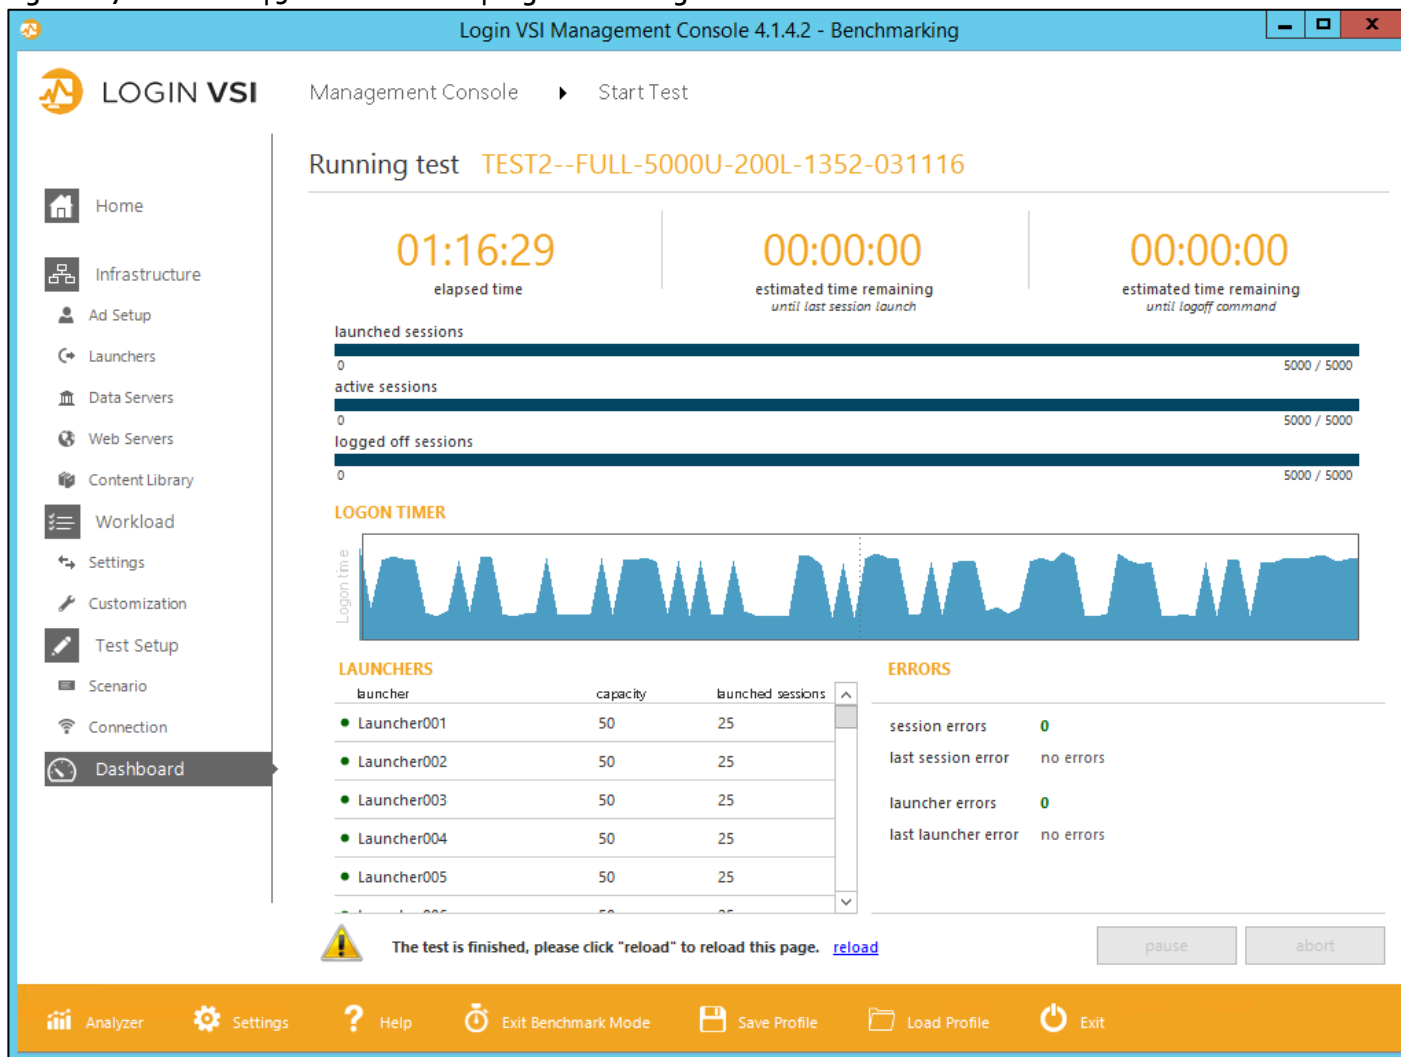 Login VSI Management Console 4.1.4.2 - Benchmarking
LOGIN VSI
Management Console
Start Test
Running test TEST2--FULL-5000U-200L-1352-031116
Home
Infrastructure
Ad Setup
Launchers
Data Servers
Web Servers
Content Library
Workload
Settings
Customization
Test Setup
Scenario
Connection
Dashboard
01:16:29
elapsed time
00:00:00
estimated time remaining
until last session launch
00:00:00
estimated time remaining
until logoff command
launched sessions
0 5000 / 5000
active sessions
0 5000 / 5000
logged off sessions
0 5000 / 5000
LOGON TIMER
Logon time
LAUNCHERS
launcher capacity launched sessions
Launcher001 50 25
Launcher002 50 25
Launcher003 50 25
Launcher004 50 25
Launcher005 50 25
ERRORS
session errors 0
last session error no errors
launcher errors 0
last launcher error no errors
The test is finished, please click "reload" to reload this page. reload
pause
abort
Analyzer
Settings
? Help
Exit Benchmark Mode
Save Profile
Load Profile
Exit